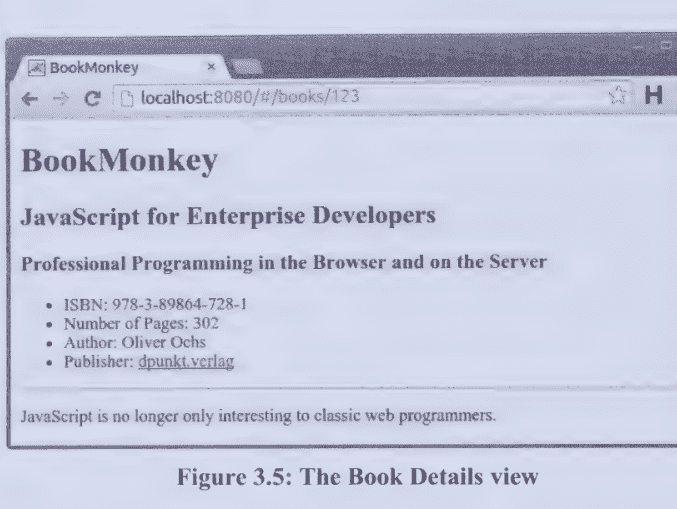 BookMonkey ×
localhost:8080/#/books/123 H
BookMonkey
JavaScript for Enterprise Developers
Professional Programming in the Browser and on the Server
• ISBN: 978-3-89864-728-1
• Number of Pages: 302
• Author: Oliver Ochs
• Publisher: dpunkt.verlag
JavaScript is no longer only interesting to classic web programmers.
Figure 3.5: The Book Details view